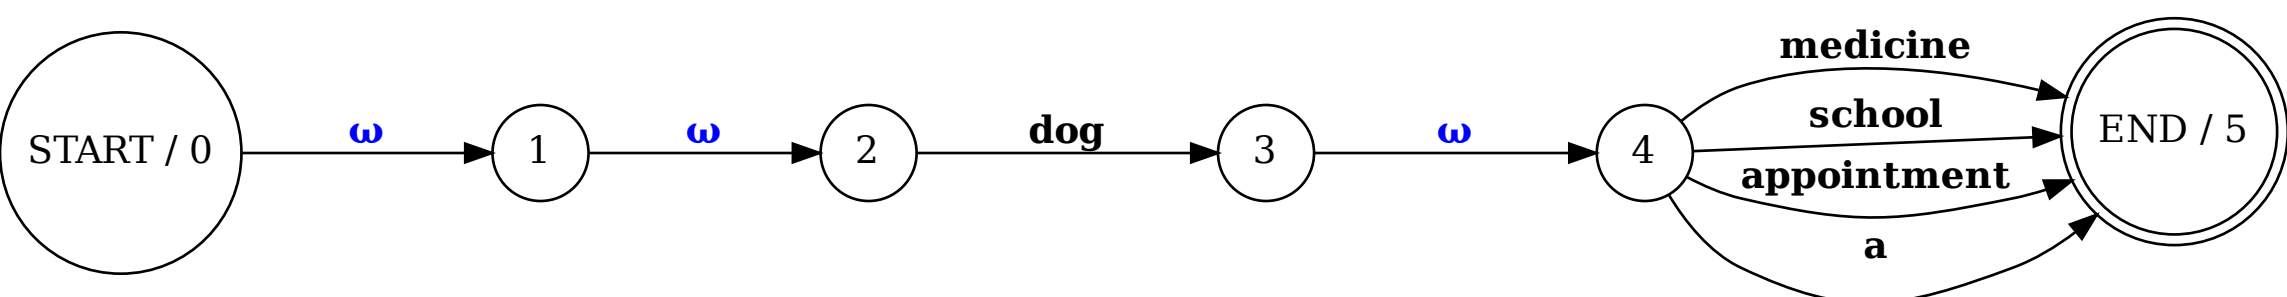 START / 0
ω
1
ω
2
dog
3
ω
4
medicine
school
appointment
a
END / 5